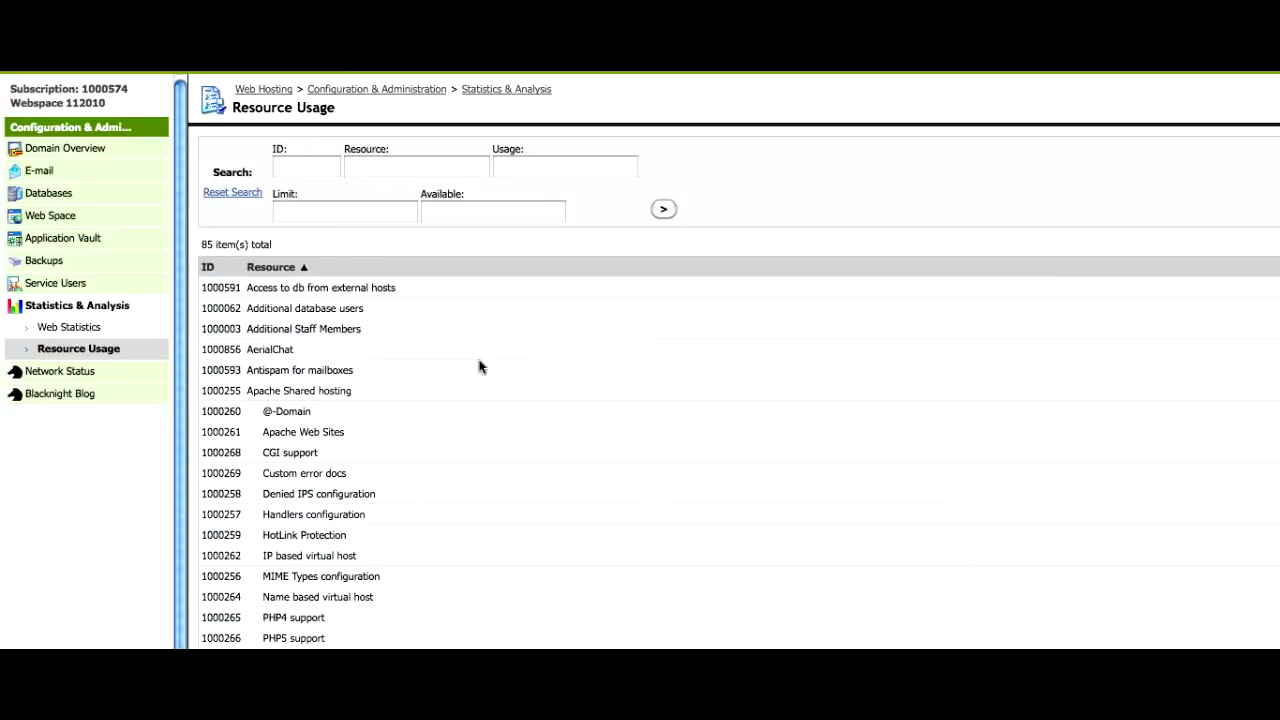 Subscription: 1000574
Webspace 112010
Configuration & Admi...
Domain Overview
E-mail
Databases
Web Space
Application Vault
Backups
Service Users
Statistics & Analysis
Web Statistics
Resource Usage
Network Status
Blacknight Blog
Web Hosting > Configuration & Administration > Statistics & Analysis
Resource Usage
ID: Resource: Usage:
Search:
Reset Search Limit: Available:
>
85 item(s) total
ID Resource ▲
1000591 Access to db from external hosts
1000062 Additional database users
1000003 Additional Staff Members
1000856 AerialChat
1000593 Antispam for mailboxes
1000255 Apache Shared hosting
1000260 @-Domain
1000261 Apache Web Sites
1000268 CGI support
1000269 Custom error docs
1000258 Denied IPS configuration
1000257 Handlers configuration
1000259 HotLink Protection
1000262 IP based virtual host
1000256 MIME Types configuration
1000264 Name based virtual host
1000265 PHP4 support
1000266 PHP5 support